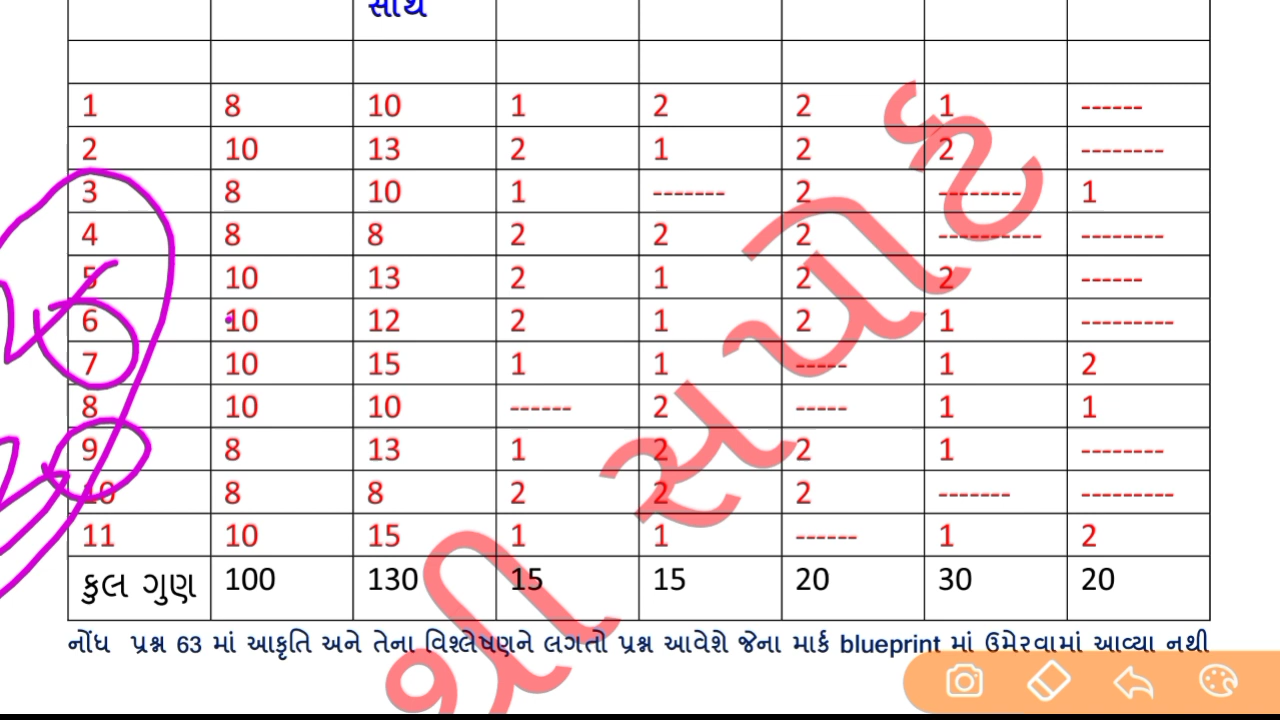 સાથે
1 8 10 1 2 2 1 ------
2 10 13 2 1 2 2 --------
3 8 10 1 ------- 2 -------- 1
4 8 8 2 2 2 ---------- --------
5 10 13 2 1 2 2 ------
6 10 12 2 1 2 1 ---------
7 10 15 1 1 ----- 1 2
8 10 10 ------ 2 ----- 1 1
9 8 13 1 2 2 1 --------
10 8 8 2 2 2 ------- ---------
11 10 15 1 1 ------ 1 2
કુલ ગુણ 100 130 15 15 20 30 20
નોંધ પ્રશ્ન 63 માં આકૃતિ અને તેના વિશ્લેષણને લગતો પ્રશ્ન આવેશે જેના માર્ક blueprint માં ઉમેરવામાં આવ્યા નથી